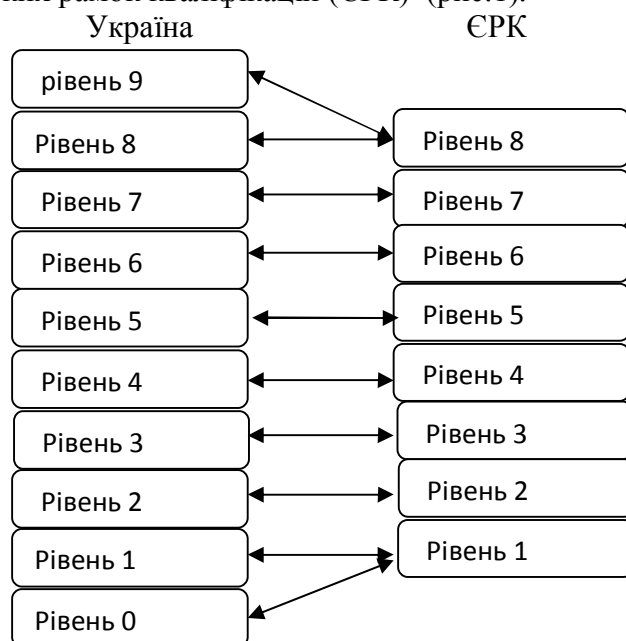 рамок кваліфікацій (ЄРК) (рис.1).
Україна ЄРК
рівень 9
Рівень 8 Рівень 8
Рівень 7 Рівень 7
Рівень 6 Рівень 6
Рівень 5 Рівень 5
Рівень 4 Рівень 4
Рівень 3 Рівень 3
Рівень 2 Рівень 2
Рівень 1 Рівень 1
Рівень 0